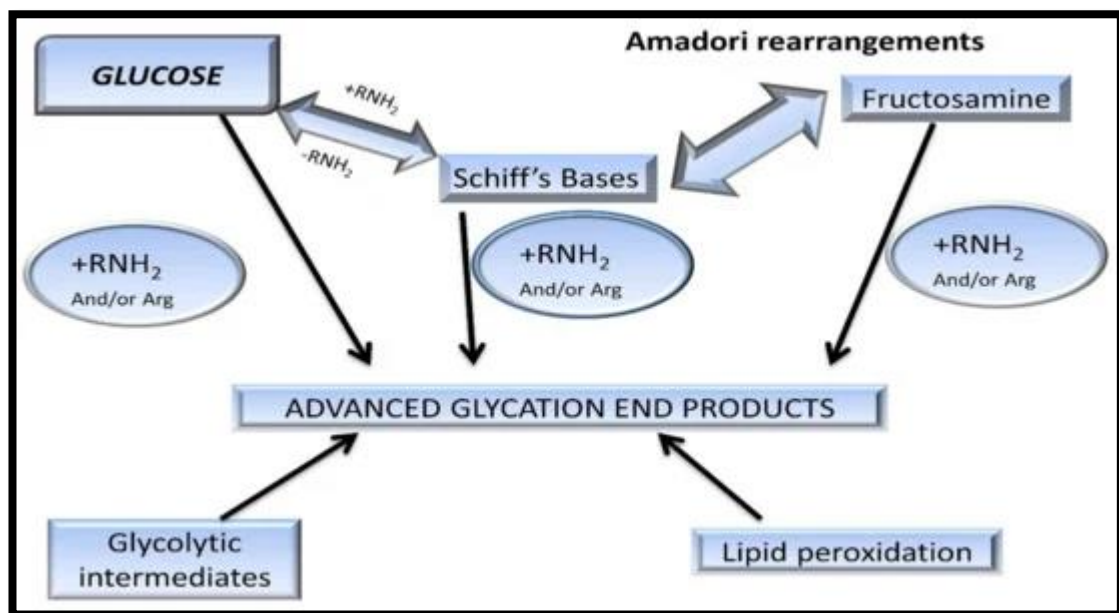 Amadori rearrangements
GLUCOSE
Fructosamine
+RNH₂
-RNH₂
Schiff's Bases
+RNH₂
And/or Arg
+RNH₂
And/or Arg
+RNH₂
And/or Arg
ADVANCED GLYCATION END PRODUCTS
Glycolytic
intermediates
Lipid peroxidation